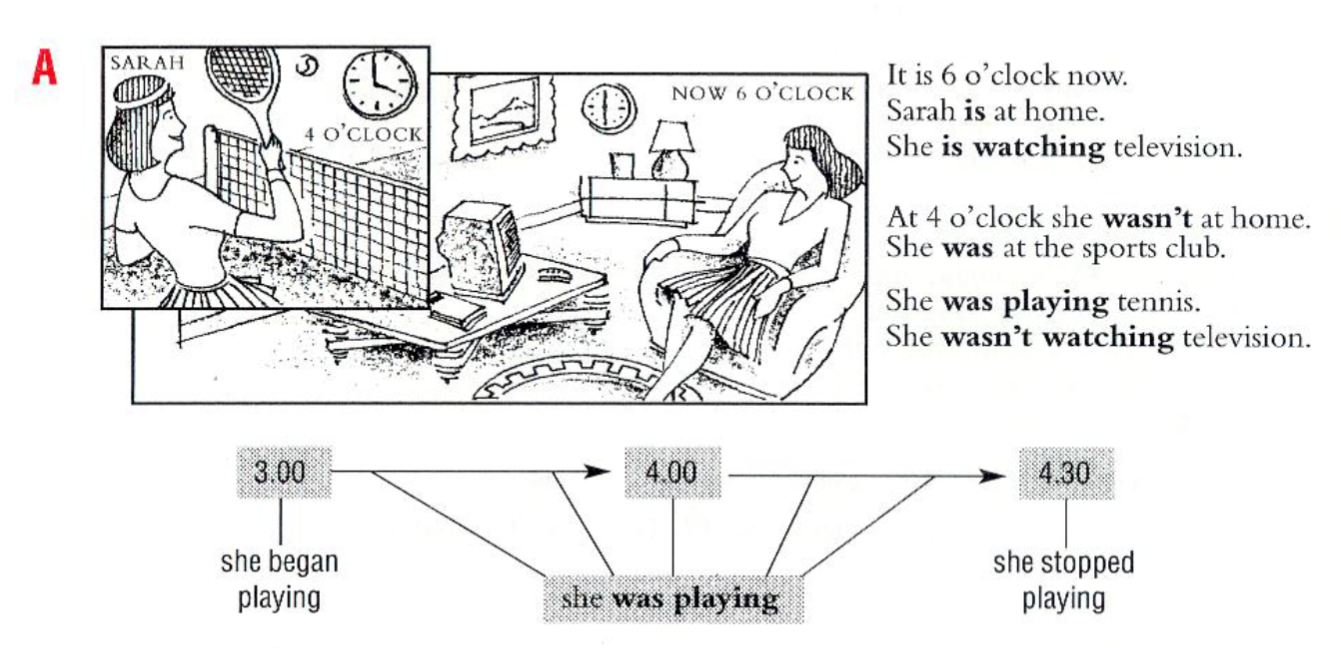 A
SARAH
4 O'CLOCK
NOW 6 O'CLOCK
It is 6 o'clock now.
Sarah is at home.
She is watching television.
At 4 o'clock she wasn't at home.
She was at the sports club.
She was playing tennis.
She wasn't watching television.
3.00
4.00
4.30
she began
playing
she was playing
she stopped
playing